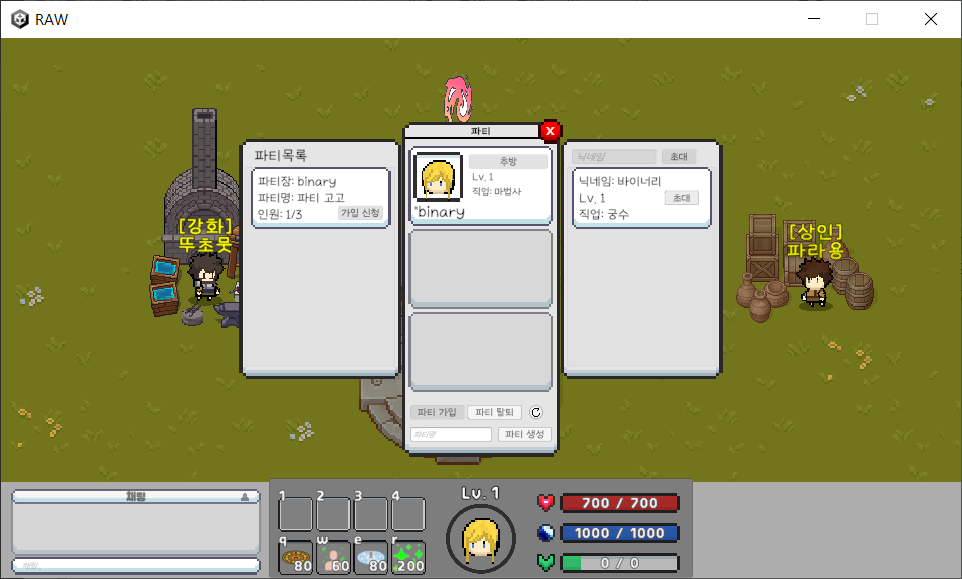 RAW
파티
x
파티목록
파티장: binary
파티명: 파티 고고
인원: 1/3
가입 신청
추방
Lv. 1
직업: 마법사
*binary
닉네임
초대
닉네임: 바이너리
Lv. 1
초대
직업: 궁수
[강화]
뚜초뭇
[상인]
파라용
파티 가입
파티 탈퇴
파티명
파티 생성
채팅
채팅..
1 2 3 4
q w e r
80 60 80 200
Lv. 1
700 / 700
1000 / 1000
0 / 0